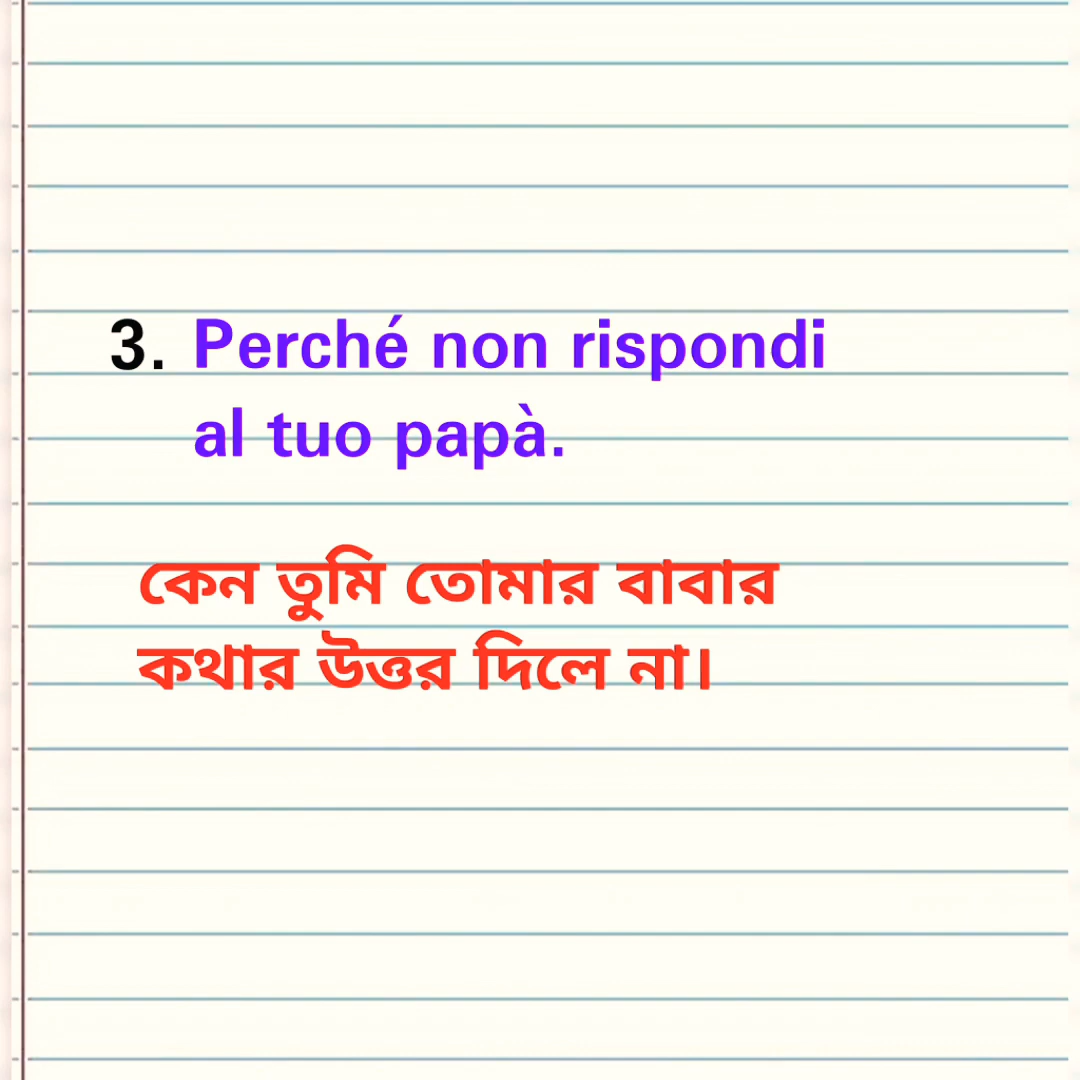 3. Perché non rispondi
al tuo papà.
কেন তুমি তোমার বাবার
কথার উত্তর দিলে না।